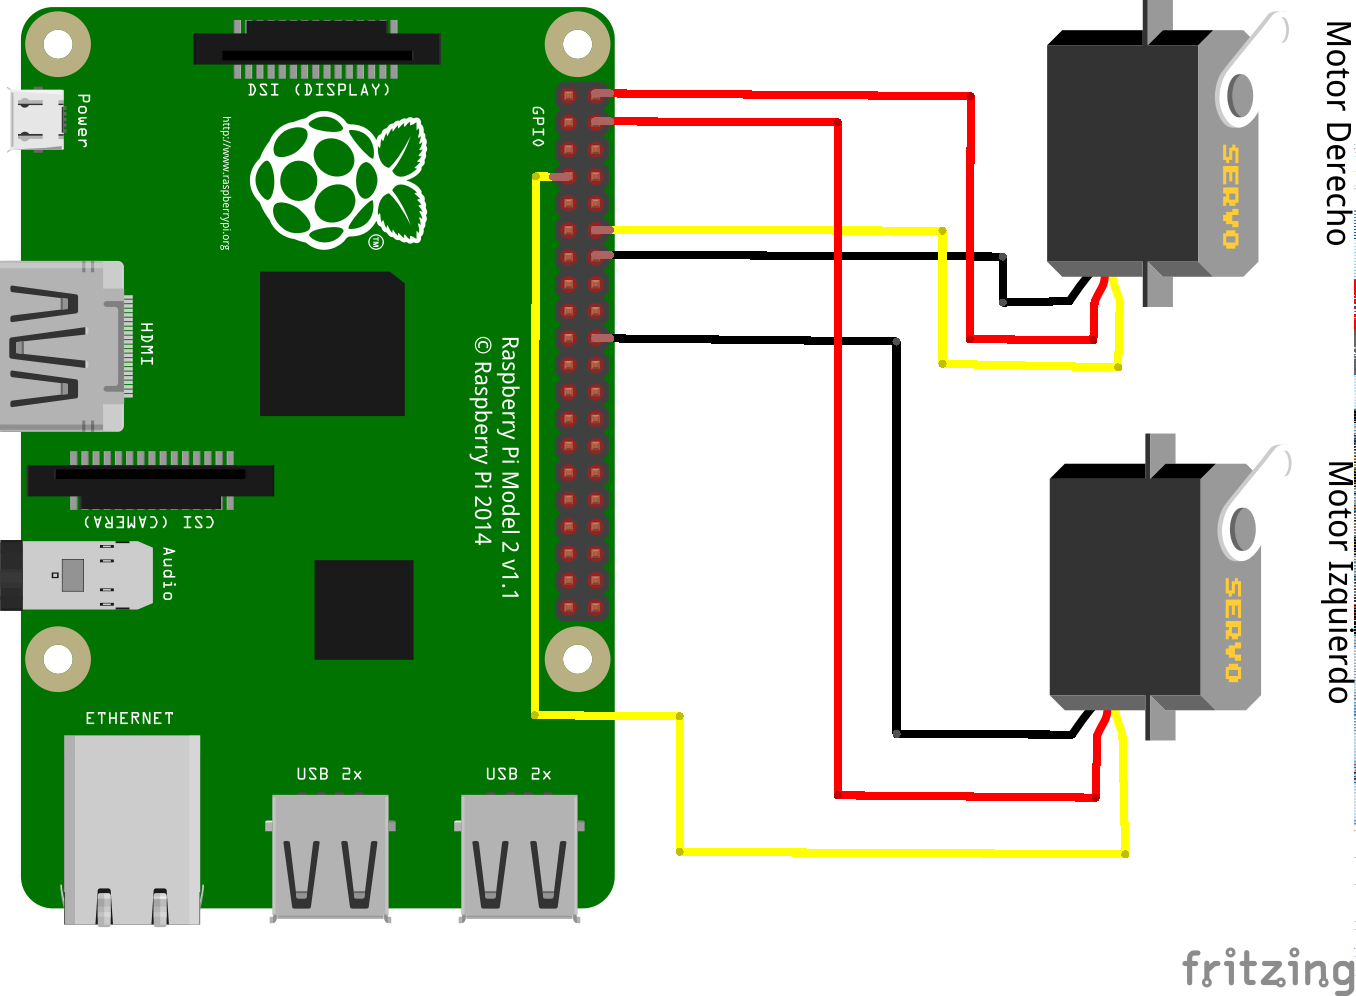 DSI (DISPLAY)
Power
http://www.raspberrypi.org
TM
GPIO
HDMI
Raspberry Pi Model 2 v1.1
© Raspberry Pi 2014
CSI (CAMERA)
Audio
ETHERNET
USB 2x
USB 2x
SERVO
Motor Derecho
SERVO
Motor Izquierdo
fritzing